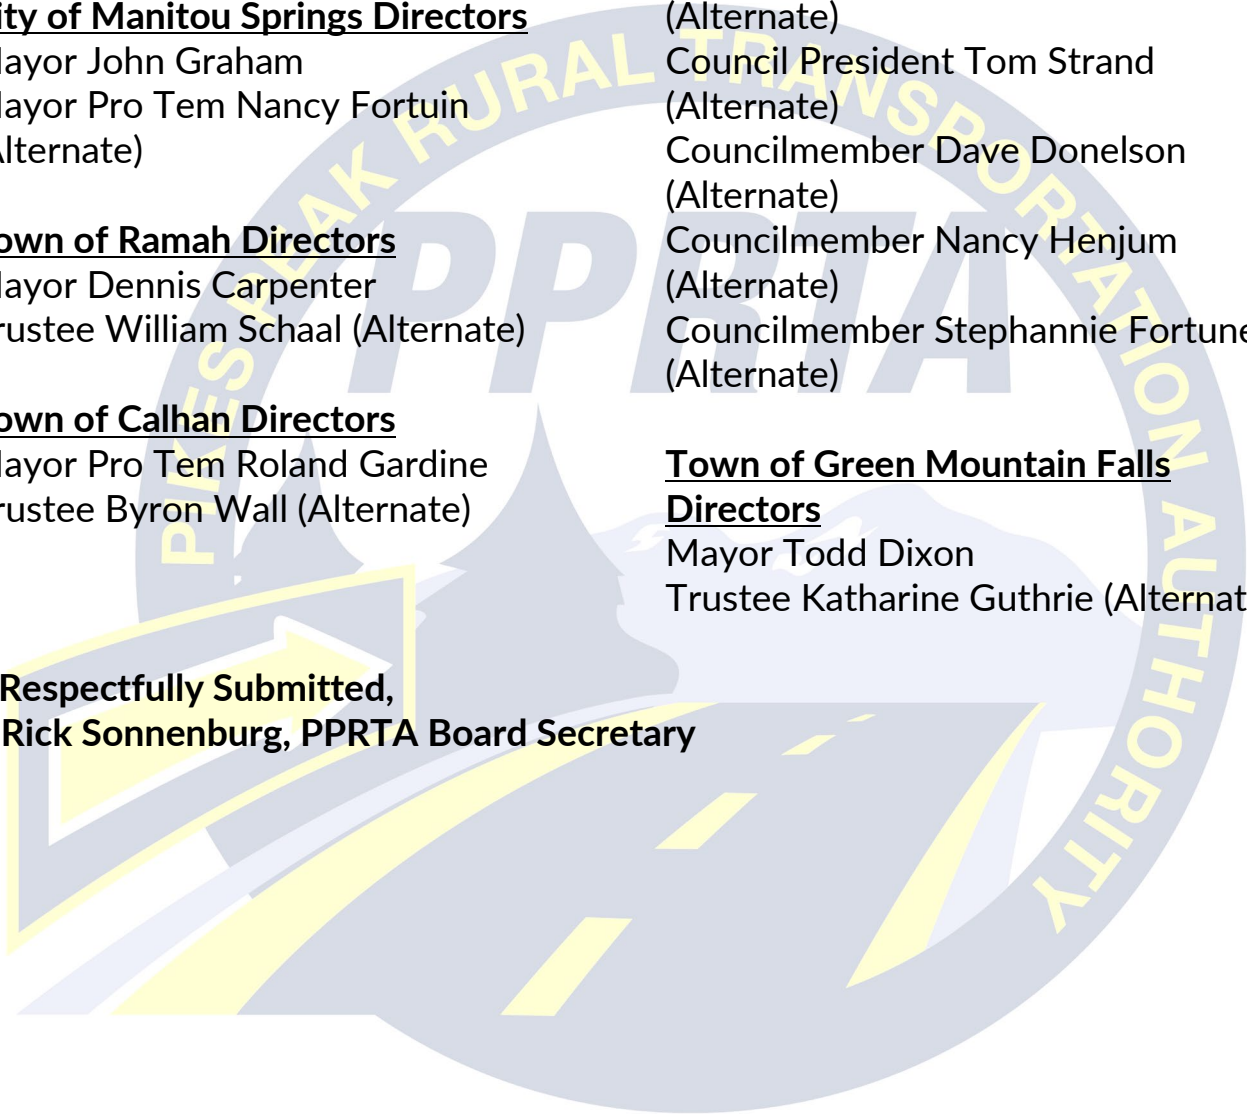 ity of Manitou Springs Directors
ayor John Graham
ayor Pro Tem Nancy Fortuin
lternate)
own of Ramah Directors
ayor Dennis Carpenter
rustee William Schaal (Alternate)
own of Calhan Directors
ayor Pro Tem Roland Gardine
rustee Byron Wall (Alternate)
(Alternate)
Council President Tom Strand
(Alternate)
Councilmember Dave Donelson
(Alternate)
Councilmember Nancy Henjum
(Alternate)
Councilmember Stephannie Fortune
(Alternate)
Town of Green Mountain Falls
Directors
Mayor Todd Dixon
Trustee Katharine Guthrie (Alternat
Respectfully Submitted,
Rick Sonnenburg, PPRTA Board Secretary
PIKES PEAK RURAL TRANSPORTATION AUTHORITY
PPRTA